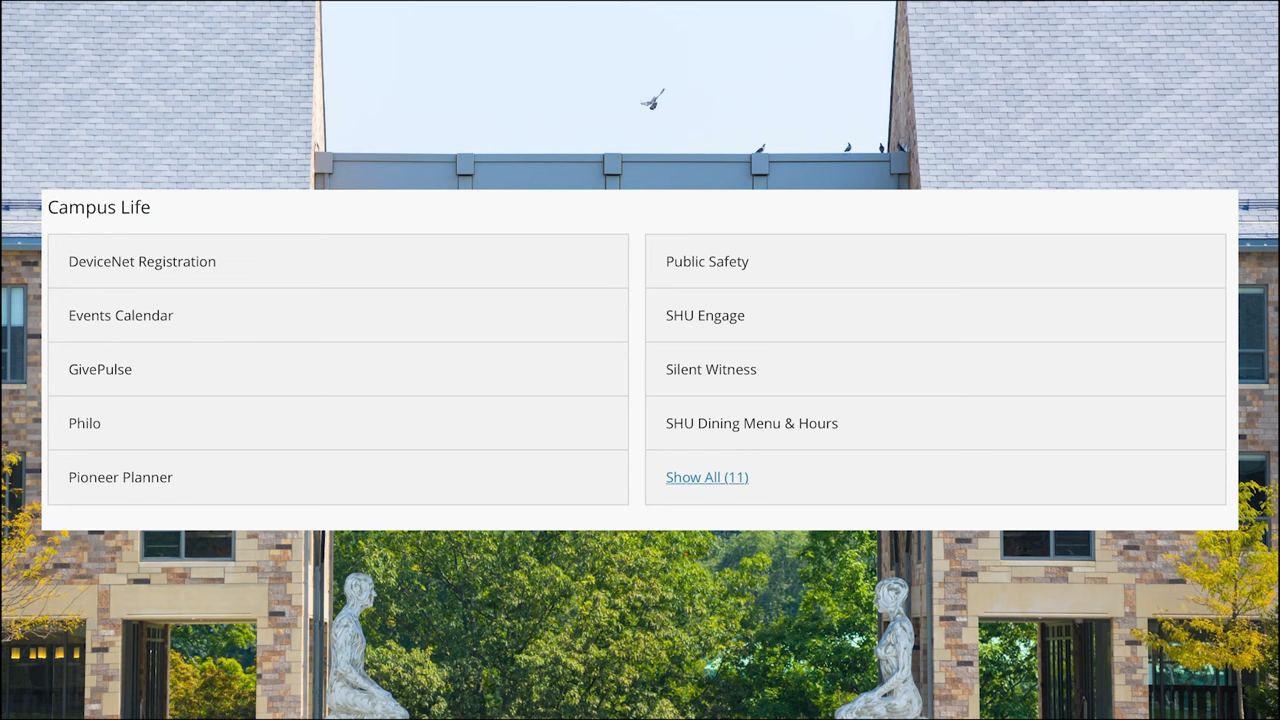 Campus Life
DeviceNet Registration
Events Calendar
GivePulse
Philo
Pioneer Planner
Public Safety
SHU Engage
Silent Witness
SHU Dining Menu & Hours
Show All (11)